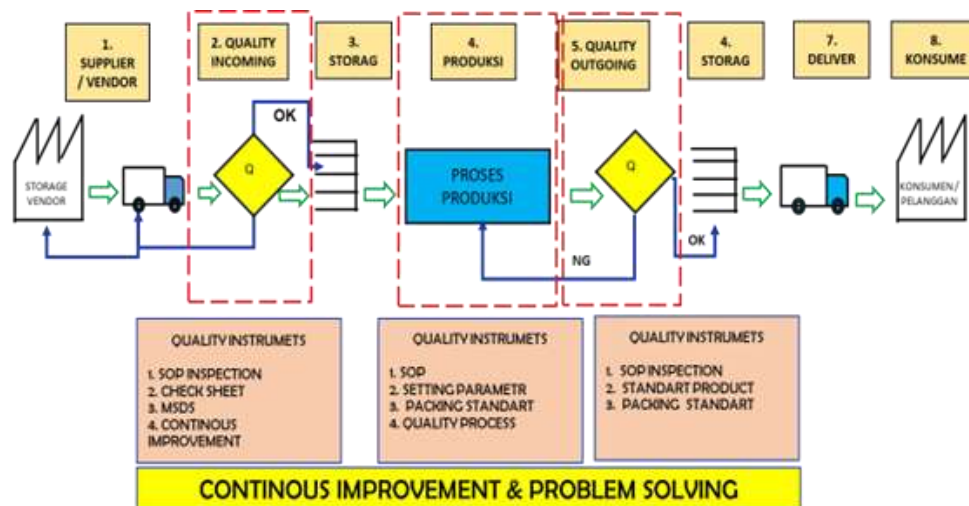 1.
SUPPLIER
/ VENDOR
2. QUALITY
INCOMING
3.
STORAG
4.
PRODUKSI
5. QUALITY
OUTGOING
4.
STORAG
7.
DELIVER
8.
KONSUME
OK
STORAGE
VENDOR
Q
PROSES
PRODUKSI
Q
KONSUMEN/
PELANGGAN
NG
OK
QUALITY INSTRUMETS
1. SOP INSPECTION
2. CHECK SHEET
3. MSDS
4. CONTINOUS
IMPROVEMENT
QUALITY INSTRUMETS
1. SOP
2. SETTING PARAMETR
3. PACKING STANDART
4. QUALITY PROCESS
QUALITY INSTRUMETS
1. SOP INSPECTION
2. STANDART PRODUCT
3. PACKING STANDART
CONTINOUS IMPROVEMENT & PROBLEM SOLVING